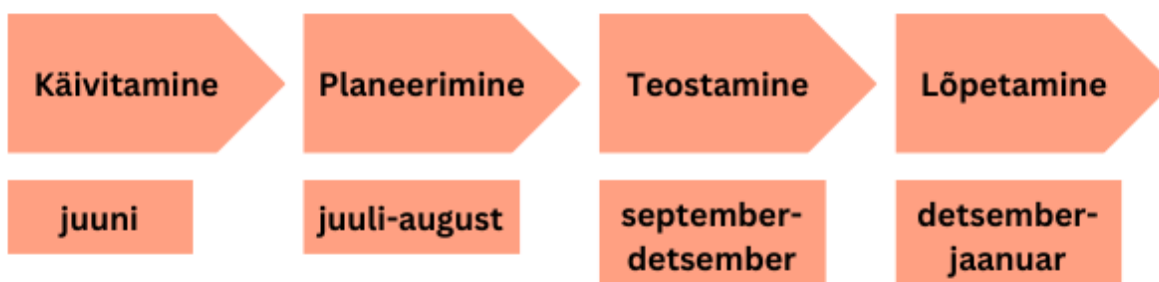 Käivitamine
Planeerimine
Teostamine
Lõpetamine
juuni
juuli-august
september-
detsember
detsember-
jaanuar